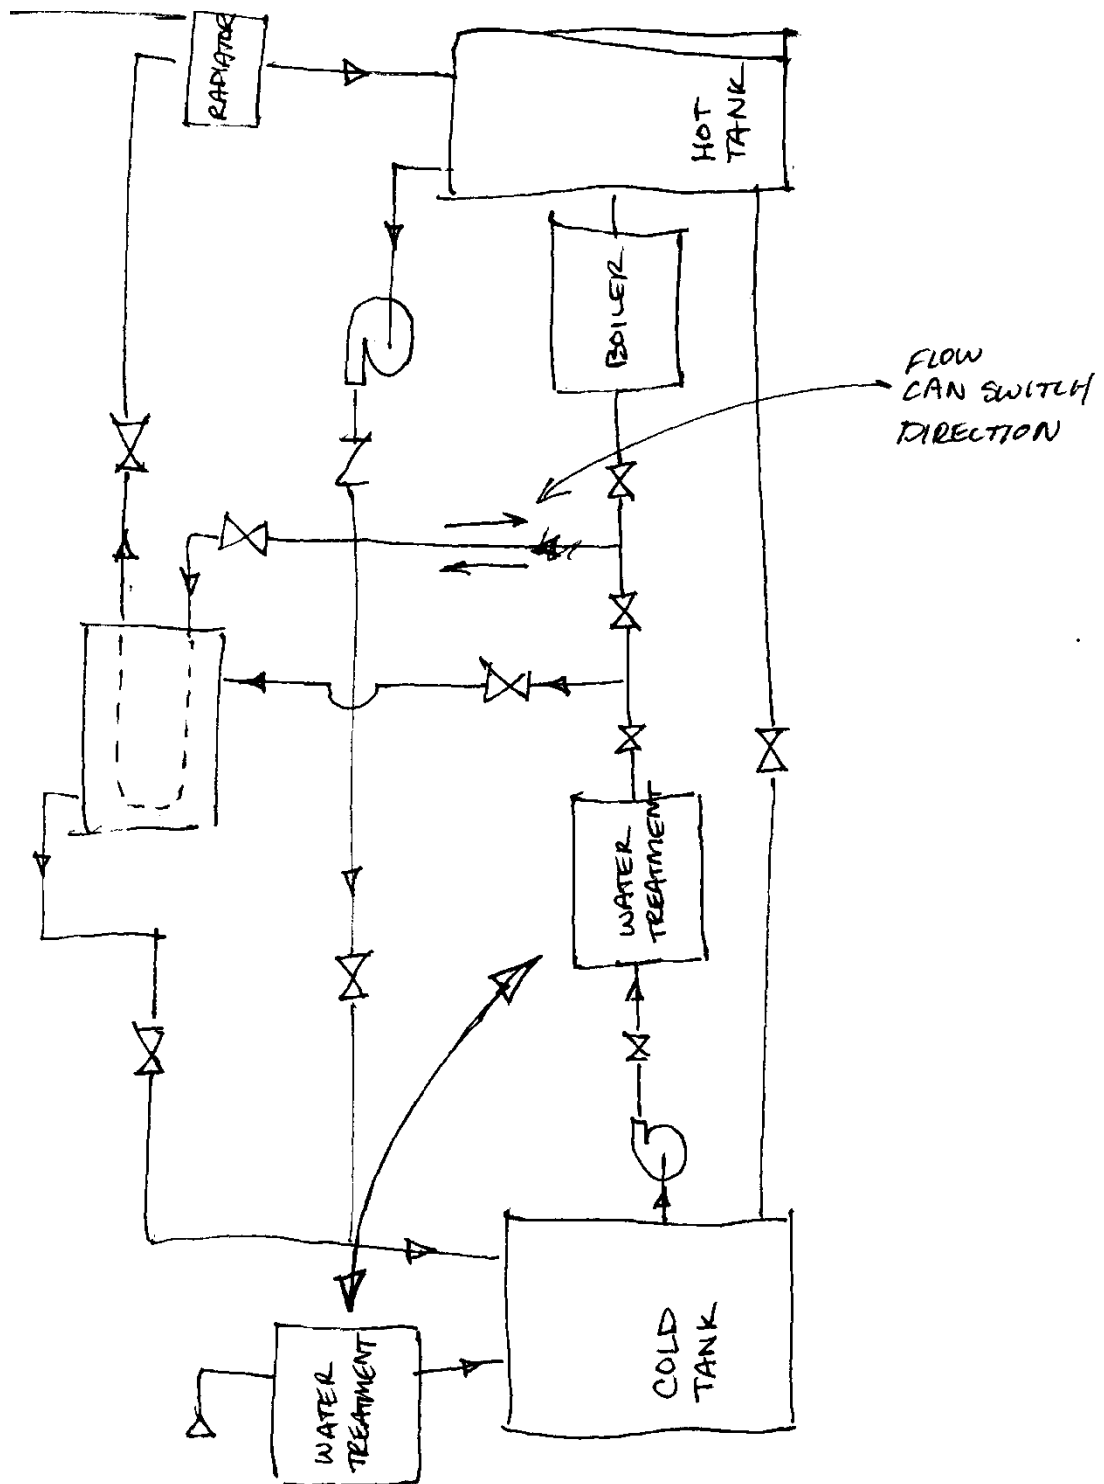 RADIATOR
HOT
TANK
BOILER
FLOW
CAN SWITCH
DIRECTION
WATER
TREATMENT
COLD
TANK
WATER
TREATMENT